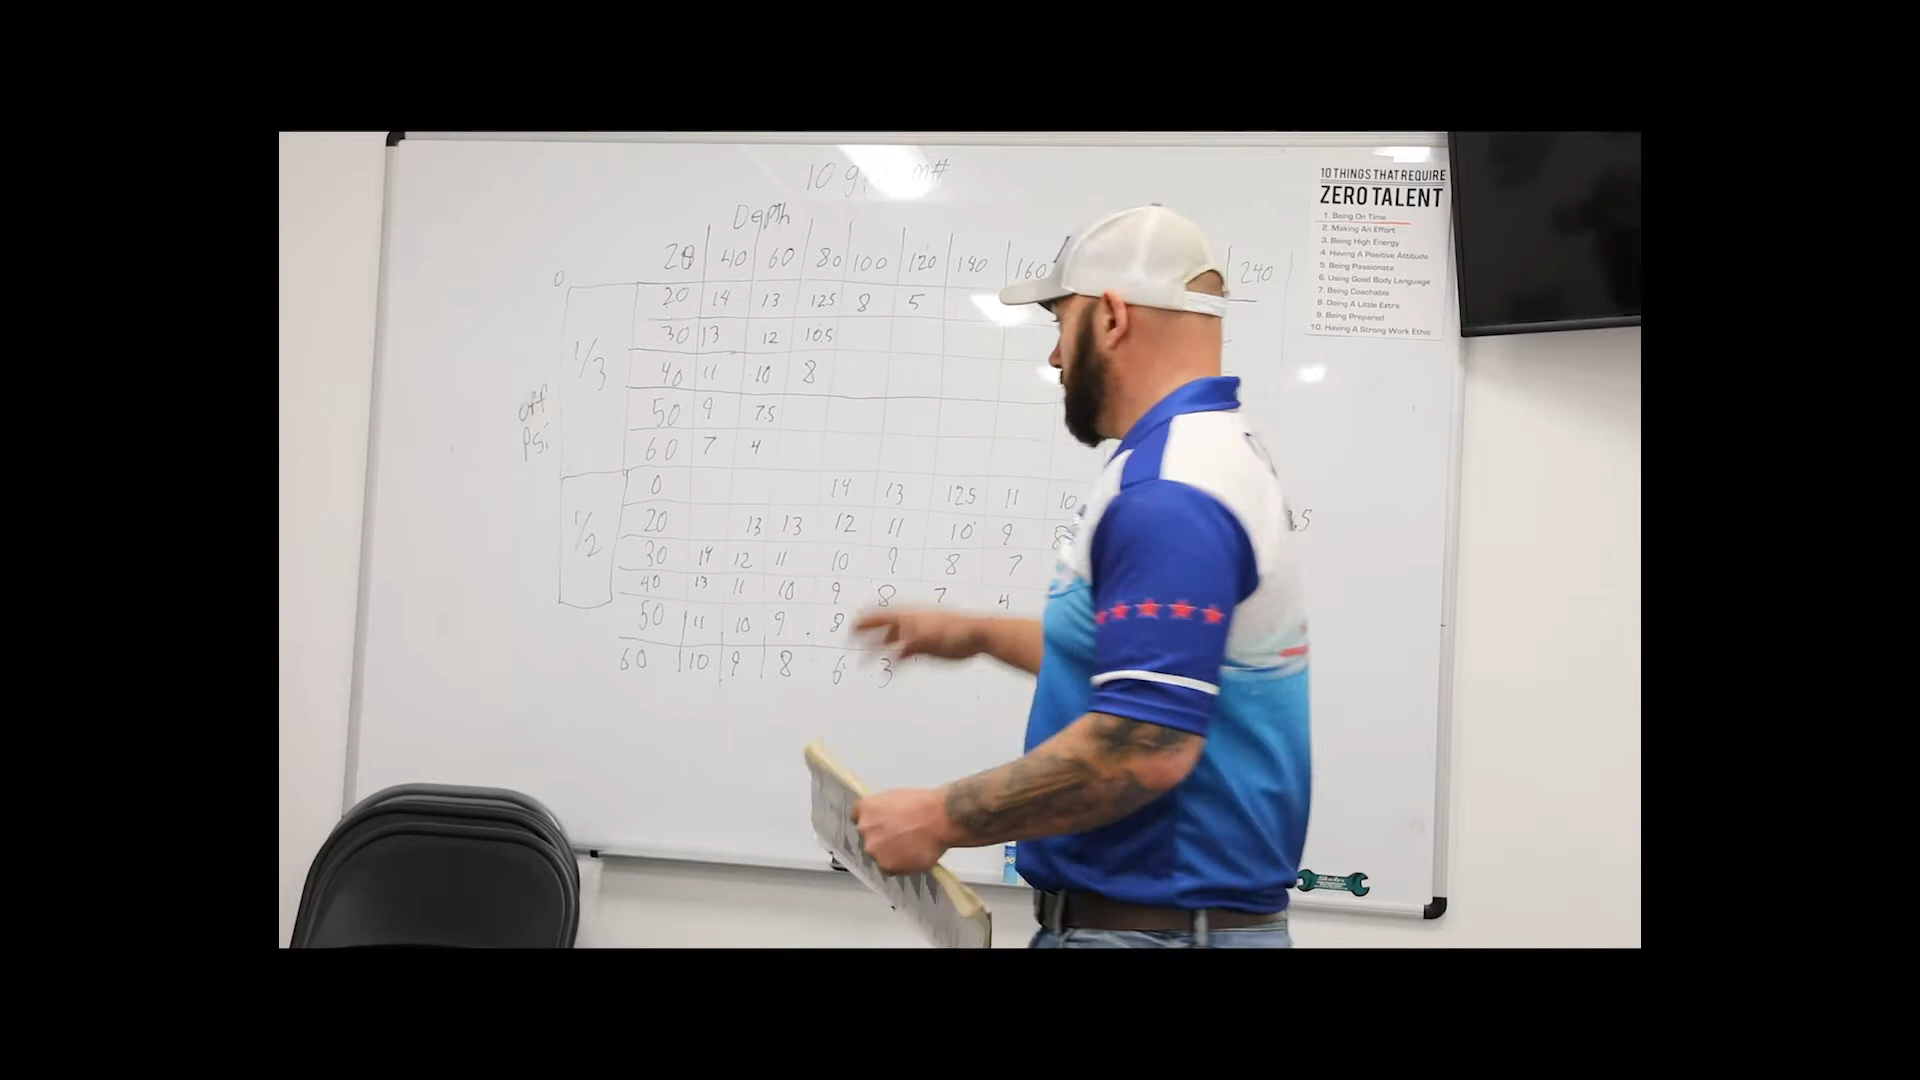 10
Depth
20 40 60 80 100 120 140 160 240
0
20 14 13 12.5 8 5
30 13 12 10.5
1/3
40 11 10 8
off
psi
50 9 7.5
60 7 4
0 14 13 12.5 11 10
1/2
20 13 13 12 11 10 9 8 .5
30 14 12 11 10 9 8 7
40 13 11 10 9 8 7 4
50 11 10 9 8
60 10 9 8 6 3
10 THINGS THAT REQUIRE
ZERO TALENT
1. Being On Time
2. Making An Effort
3. Being High Energy
4. Having A Positive Attitude
5. Being Passionate
6. Using Good Body Language
7. Being Coachable
8. Doing A Little Extra
9. Being Prepared
10. Having A Strong Work Ethic